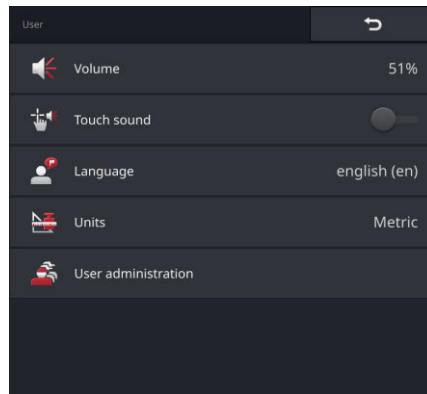 User
Volume 51%
Touch sound
Language english (en)
Units Metric
User administration